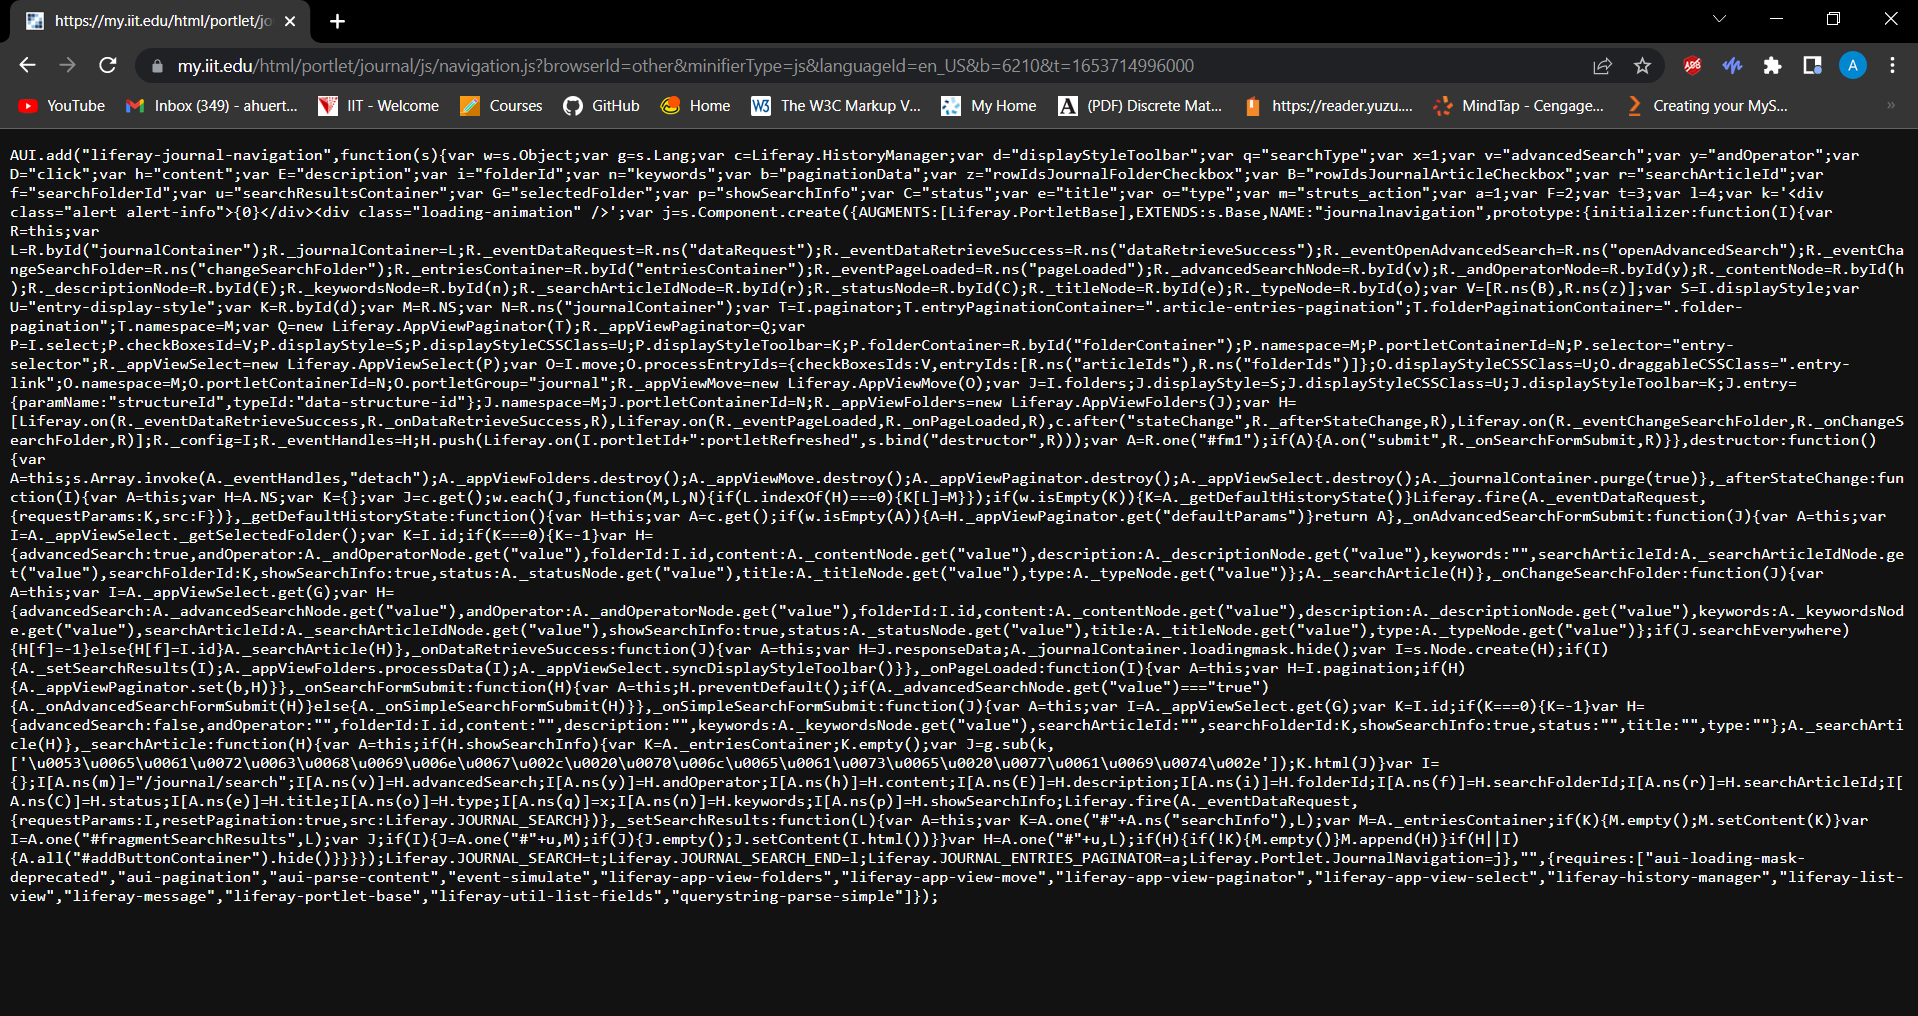 https://my.iit.edu/html/portlet/jo
my.iit.edu/html/portlet/journal/js/navigation.js?browserId=other&minifierType=js&languageId=en_US&b=6210&t=1653714996000
ABP
A
YouTube
Inbox (349) - ahuert...
IIT - Welcome
Courses
GitHub
Home
W3 The W3C Markup V...
My Home
A (PDF) Discrete Mat...
https://reader.yuzu....
MindTap - Cengage...
Creating your MyS...
»
AUI.add("liferay-journal-navigation",function(s){var w=s.Object;var g=s.Lang;var c=Liferay.HistoryManager;var d="displayStyleToolbar";var q="searchType";var x=1;var v="advancedSearch";var y="andOperator";var
D="click";var h="content";var E="description";var i="folderId";var n="keywords";var b="paginationData";var z="rowIdsJournalFolderCheckbox";var B="rowIdsJournalArticleCheckbox";var r="searchArticleId";var
f="searchFolderId";var u="searchResultsContainer";var G="selectedFolder";var p="showSearchInfo";var C="status";var e="title";var o="type";var m="struts_action";var a=1;var F=2;var t=3;var l=4;var k='<div
class="alert alert-info">{0}</div><div class="loading-animation" />';var j=s.Component.create({AUGMENTS:[Liferay.PortletBase],EXTENDS:s.Base,NAME:"journalnavigation",prototype:{initializer:function(I){var
R=this;var
L=R.byId("journalContainer");R._journalContainer=L;R._eventDataRequest=R.ns("dataRequest");R._eventDataRetrieveSuccess=R.ns("dataRetrieveSuccess");R._eventOpenAdvancedSearch=R.ns("openAdvancedSearch");R._eventCha
ngeSearchFolder=R.ns("changeSearchFolder");R._entriesContainer=R.byId("entriesContainer");R._eventPageLoaded=R.ns("pageLoaded");R._advancedSearchNode=R.byId(v);R._andOperatorNode=R.byId(y);R._contentNode=R.byId(h
);R._descriptionNode=R.byId(E);R._keywordsNode=R.byId(n);R._searchArticleIdNode=R.byId(r);R._statusNode=R.byId(C);R._titleNode=R.byId(e);R._typeNode=R.byId(o);var V=[R.ns(B),R.ns(z)];var S=I.displayStyle;var
U="entry-display-style";var K=R.byId(d);var M=R.NS;var N=R.ns("journalContainer");var T=I.paginator;T.entryPaginationContainer=".article-entries-pagination";T.folderPaginationContainer=".folder-
pagination";T.namespace=M;var Q=new Liferay.AppViewPaginator(T);R._appViewPaginator=Q;var
P=I.select;P.checkBoxesId=V;P.displayStyle=S;P.displayStyleCSSClass=U;P.displayStyleToolbar=K;P.folderContainer=R.byId("folderContainer");P.namespace=M;P.portletContainerId=N;P.selector="entry-
selector";R._appViewSelect=new Liferay.AppViewSelect(P);var O=I.move;O.processEntryIds={checkBoxesIds:V,entryIds:[R.ns("articleIds"),R.ns("folderIds")]};O.displayStyleCSSClass=U;O.draggableCSSClass=".entry-
link";O.namespace=M;O.portletContainerId=N;O.portletGroup="journal";R._appViewMove=new Liferay.AppViewMove(O);var J=I.folders;J.displayStyle=S;J.displayStyleCSSClass=U;J.displayStyleToolbar=K;J.entry=
{paramName:"structureId",typeId:"data-structure-id"};J.namespace=M;J.portletContainerId=N;R._appViewFolders=new Liferay.AppViewFolders(J);var H=
[Liferay.on(R._eventDataRetrieveSuccess,R._onDataRetrieveSuccess,R),Liferay.on(R._eventPageLoaded,R._onPageLoaded,R),c.after("stateChange",R._afterStateChange,R),Liferay.on(R._eventChangeSearchFolder,R._onChangeS
earchFolder,R)];R._config=I;R._eventHandles=H;H.push(Liferay.on(I.portletId+":portletRefreshed",s.bind("destructor",R)));var A=R.one("#fm1");if(A){A.on("submit",R._onSearchFormSubmit,R)}},destructor:function()
{var
A=this;s.Array.invoke(A._eventHandles,"detach");A._appViewFolders.destroy();A._appViewMove.destroy();A._appViewPaginator.destroy();A._appViewSelect.destroy();A._journalContainer.purge(true)},_afterStateChange:fun
ction(I){var A=this;var H=A.NS;var K={};var J=c.get();w.each(J,function(M,L,N){if(L.indexOf(H)===0){K[L]=M}});if(w.isEmpty(K)){K=A._getDefaultHistoryState()}Liferay.fire(A._eventDataRequest,
{requestParams:K,src:F})},_getDefaultHistoryState:function(){var H=this;var A=c.get();if(w.isEmpty(A)){A=H._appViewPaginator.get("defaultParams")}return A},_onAdvancedSearchFormSubmit:function(J){var A=this;var
I=A._appViewSelect._getSelectedFolder();var K=I.id;if(K===0){K=-1}var H=
{advancedSearch:true,andOperator:A._andOperatorNode.get("value"),folderId:I.id,content:A._contentNode.get("value"),description:A._descriptionNode.get("value"),keywords:"",searchArticleId:A._searchArticleIdNode.ge
t("value"),searchFolderId:K,showSearchInfo:true,status:A._statusNode.get("value"),title:A._titleNode.get("value"),type:A._typeNode.get("value")};A._searchArticle(H)},_onChangeSearchFolder:function(J){var
A=this;var I=A._appViewSelect.get(G);var H=
{advancedSearch:A._advancedSearchNode.get("value"),andOperator:A._andOperatorNode.get("value"),folderId:I.id,content:A._contentNode.get("value"),description:A._descriptionNode.get("value"),keywords:A._keywordsNod
e.get("value"),searchArticleId:A._searchArticleIdNode.get("value"),showSearchInfo:true,status:A._statusNode.get("value"),title:A._titleNode.get("value"),type:A._typeNode.get("value")};if(J.searchEverywhere)
{H[f]=-1}else{H[f]=I.id}A._searchArticle(H)},_onDataRetrieveSuccess:function(J){var A=this;var H=J.responseData;A._journalContainer.loadingmask.hide();var I=s.Node.create(H);if(I)
{A._setSearchResults(I);A._appViewFolders.processData(I);A._appViewSelect.syncDisplayStyleToolbar()}},_onPageLoaded:function(I){var A=this;var H=I.pagination;if(H)
{A._appViewPaginator.set(b,H)}},_onSearchFormSubmit:function(H){var A=this;H.preventDefault();if(A._advancedSearchNode.get("value")==="true")
{A._onAdvancedSearchFormSubmit(H)}else{A._onSimpleSearchFormSubmit(H)}},_onSimpleSearchFormSubmit:function(J){var A=this;var I=A._appViewSelect.get(G);var K=I.id;if(K===0){K=-1}var H=
{advancedSearch:false,andOperator:"",folderId:I.id,content:"",description:"",keywords:A._keywordsNode.get("value"),searchArticleId:"",searchFolderId:K,showSearchInfo:true,status:"",title:"",type:""};A._searchArti
cle(H)},_searchArticle:function(H){var A=this;if(H.showSearchInfo){var K=A._entriesContainer;K.empty();var J=g.sub(k,
['\u0053\u0065\u0061\u0072\u0063\u0068\u0069\u006e\u0067\u002c\u0020\u0070\u006c\u0065\u0061\u0073\u0065\u0020\u0077\u0061\u0069\u0074\u002e']);K.html(J)}var I=
{};I[A.ns(m)]="/journal/search";I[A.ns(v)]=H.advancedSearch;I[A.ns(y)]=H.andOperator;I[A.ns(h)]=H.content;I[A.ns(E)]=H.description;I[A.ns(i)]=H.folderId;I[A.ns(f)]=H.searchFolderId;I[A.ns(r)]=H.searchArticleId;I[
A.ns(C)]=H.status;I[A.ns(e)]=H.title;I[A.ns(o)]=H.type;I[A.ns(q)]=x;I[A.ns(n)]=H.keywords;I[A.ns(p)]=H.showSearchInfo;Liferay.fire(A._eventDataRequest,
{requestParams:I,resetPagination:true,src:Liferay.JOURNAL_SEARCH})},_setSearchResults:function(L){var A=this;var K=A.one("#"+A.ns("searchInfo"),L);var M=A._entriesContainer;if(K){M.empty();M.setContent(K)}var
I=A.one("#fragmentSearchResults",L);var J;if(I){J=A.one("#"+u,M);if(J){J.empty();J.setContent(I.html())}}var H=A.one("#"+u,L);if(H){if(!K){M.empty()}M.append(H)}if(H||I)
{A.all("#addButtonContainer").hide()}}}});Liferay.JOURNAL_SEARCH=t;Liferay.JOURNAL_SEARCH_END=l;Liferay.JOURNAL_ENTRIES_PAGINATOR=a;Liferay.Portlet.JournalNavigation=j},"",{requires:["aui-loading-mask-
deprecated","aui-pagination","aui-parse-content","event-simulate","liferay-app-view-folders","liferay-app-view-move","liferay-app-view-paginator","liferay-app-view-select","liferay-history-manager","liferay-list-
view","liferay-message","liferay-portlet-base","liferay-util-list-fields","querystring-parse-simple"]});